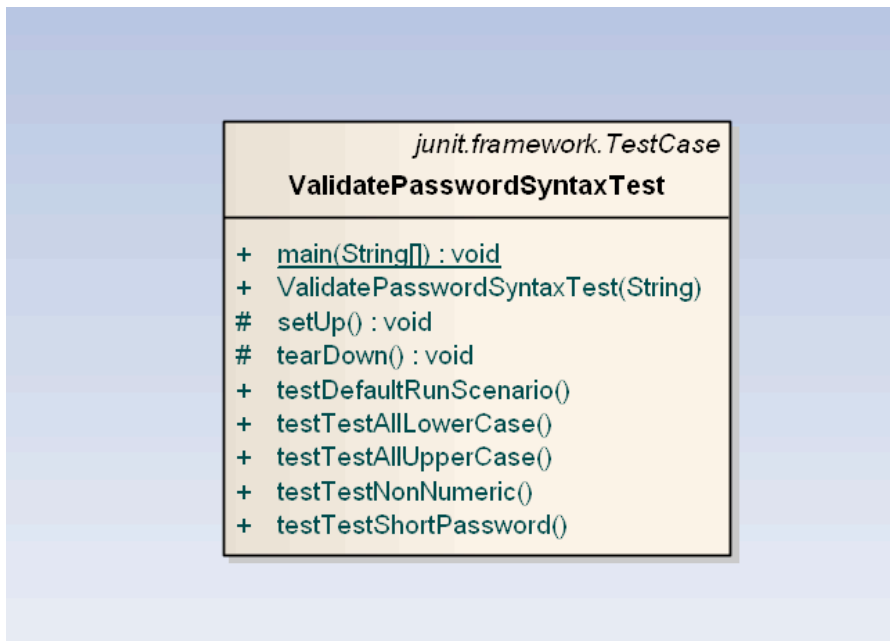 junit.framework.TestCase
ValidatePasswordSyntaxTest
+ main(String[]) : void
+ ValidatePasswordSyntaxTest(String)
# setUp() : void
# tearDown() : void
+ testDefaultRunScenario()
+ testTestAllLowerCase()
+ testTestAllUpperCase()
+ testTestNonNumeric()
+ testTestShortPassword()